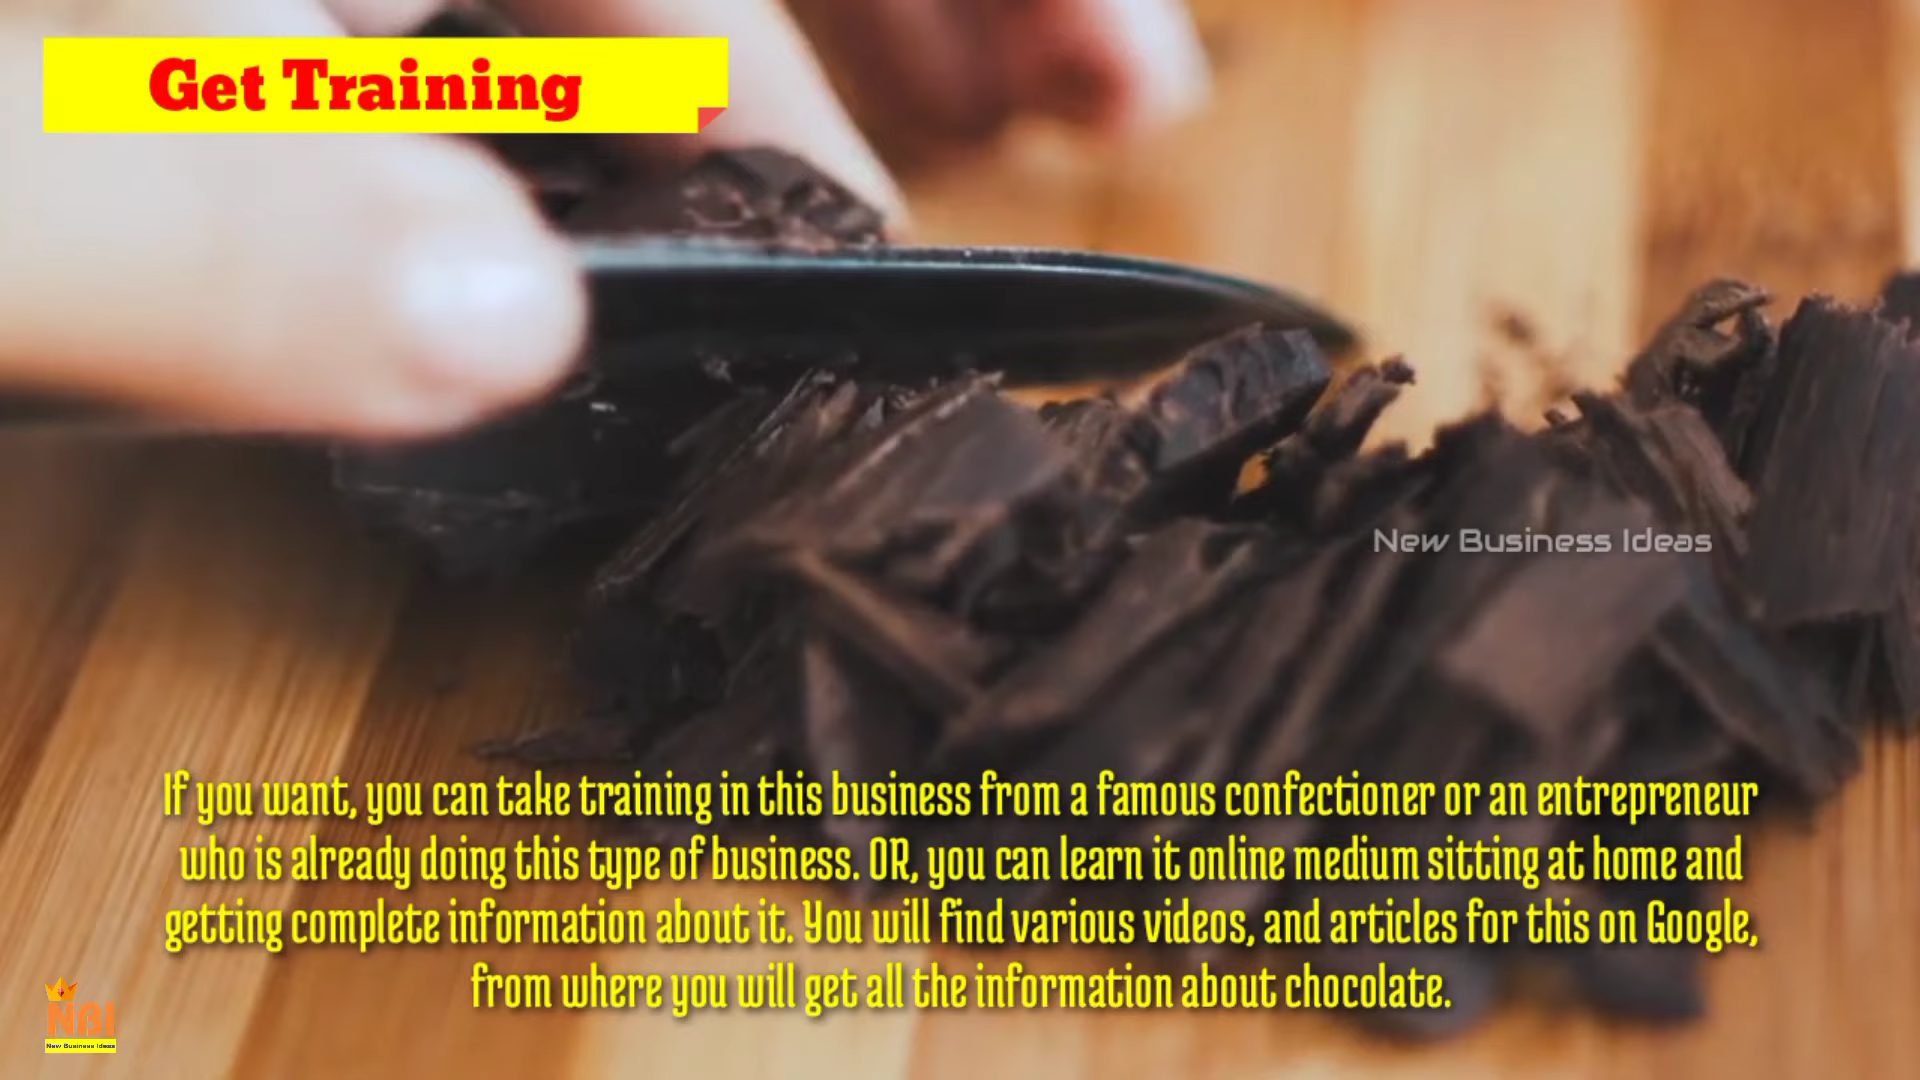 Get Training
New Business Ideas
If you want, you can take training in this business from a famous confectioner or an entrepreneur
who is already doing this type of business. OR, you can learn it online medium sitting at home and
getting complete information about it. You will find various videos, and articles for this on Google,
from where you will get all the information about chocolate.
NBI
New Business Ideas